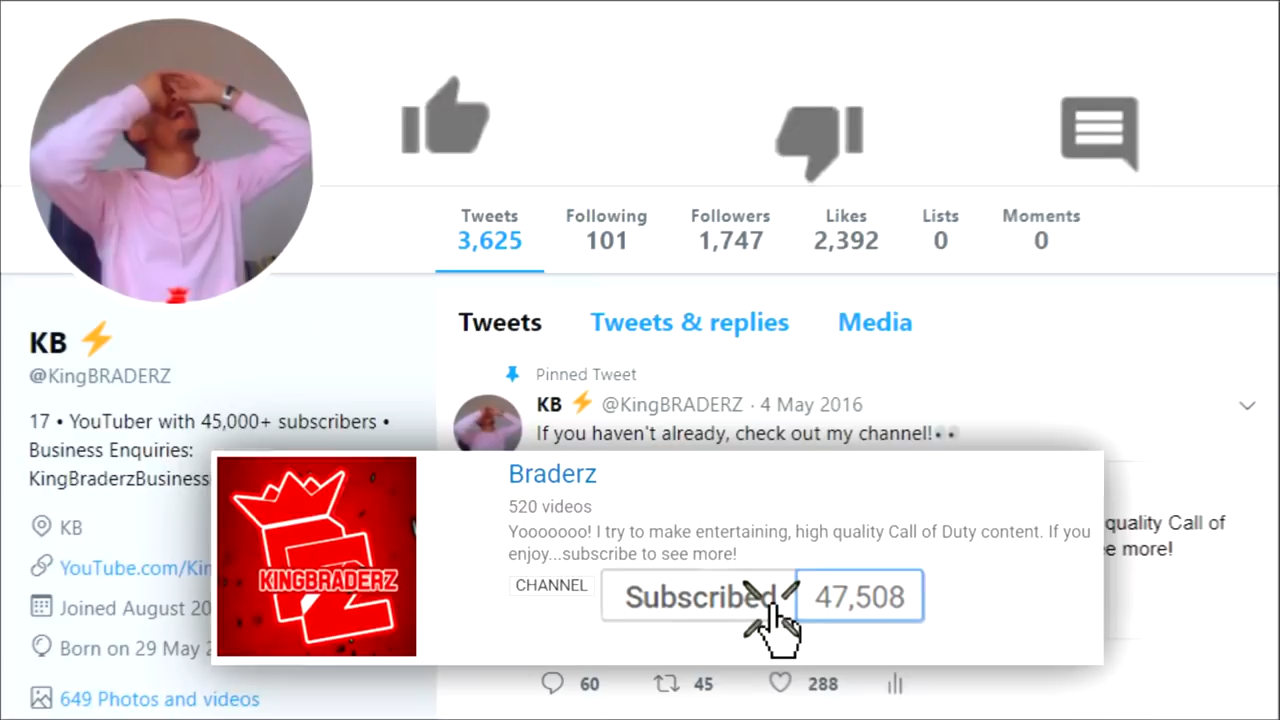 Tweets Following Followers Likes Lists Moments
3,625 101 1,747 2,392 0 0
Tweets Tweets & replies Media
KB⚡
@KingBRADERZ
17 • YouTuber with 45,000+ subscribers •
Business Enquiries:
KingBraderzBusiness
KB
YouTube.com/Kin
Joined August 20
Born on 29 May 2
649 Photos and videos
Pinned Tweet
KB ⚡ @KingBRADERZ · 4 May 2016
If you haven't already, check out my channel!👀
quality Call of
e more!
KINGBRADERZ
Braderz
520 videos
Yooooooo! I try to make entertaining, high quality Call of Duty content. If you
enjoy...subscribe to see more!
CHANNEL Subscribed 47,508
60 45 288